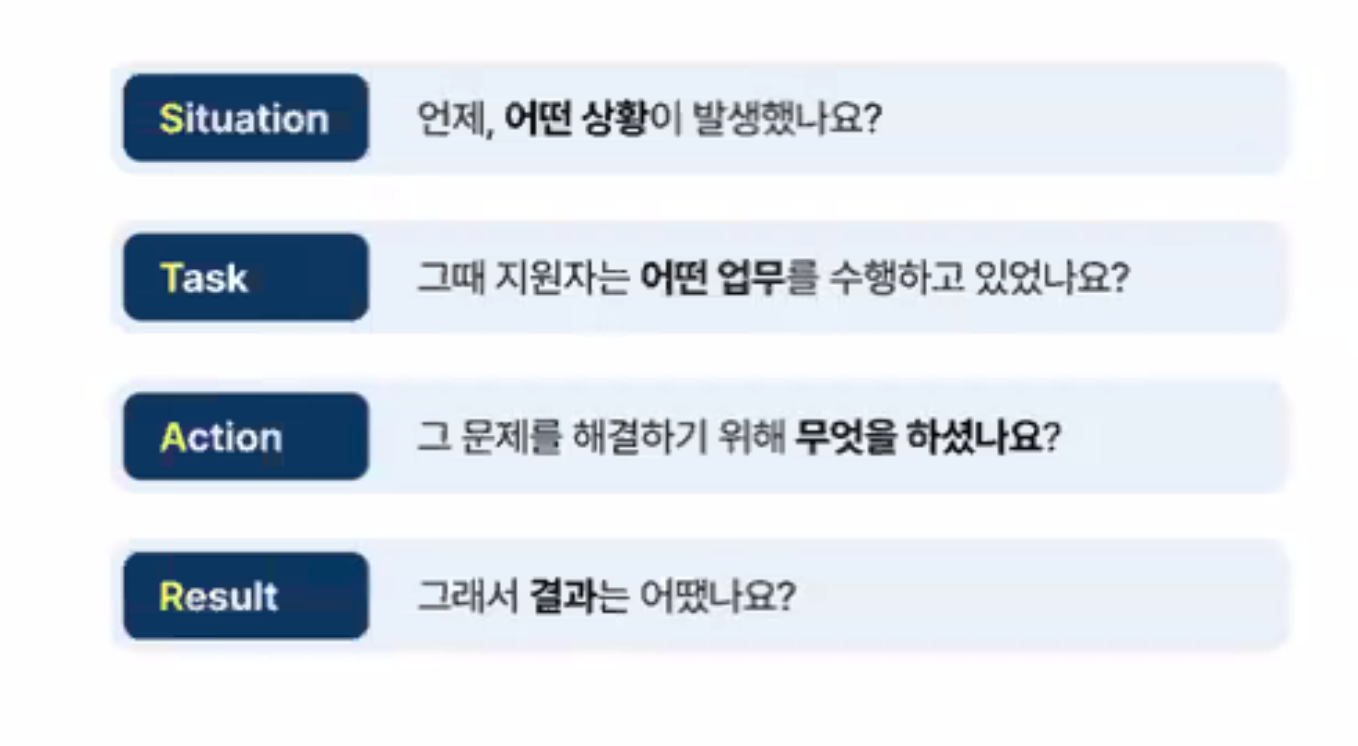 Situation 언제, 어떤 상황이 발생했나요?
Task 그때 지원자는 어떤 업무를 수행하고 있었나요?
Action 그 문제를 해결하기 위해 무엇을 하셨나요?
Result 그래서 결과는 어땠나요?